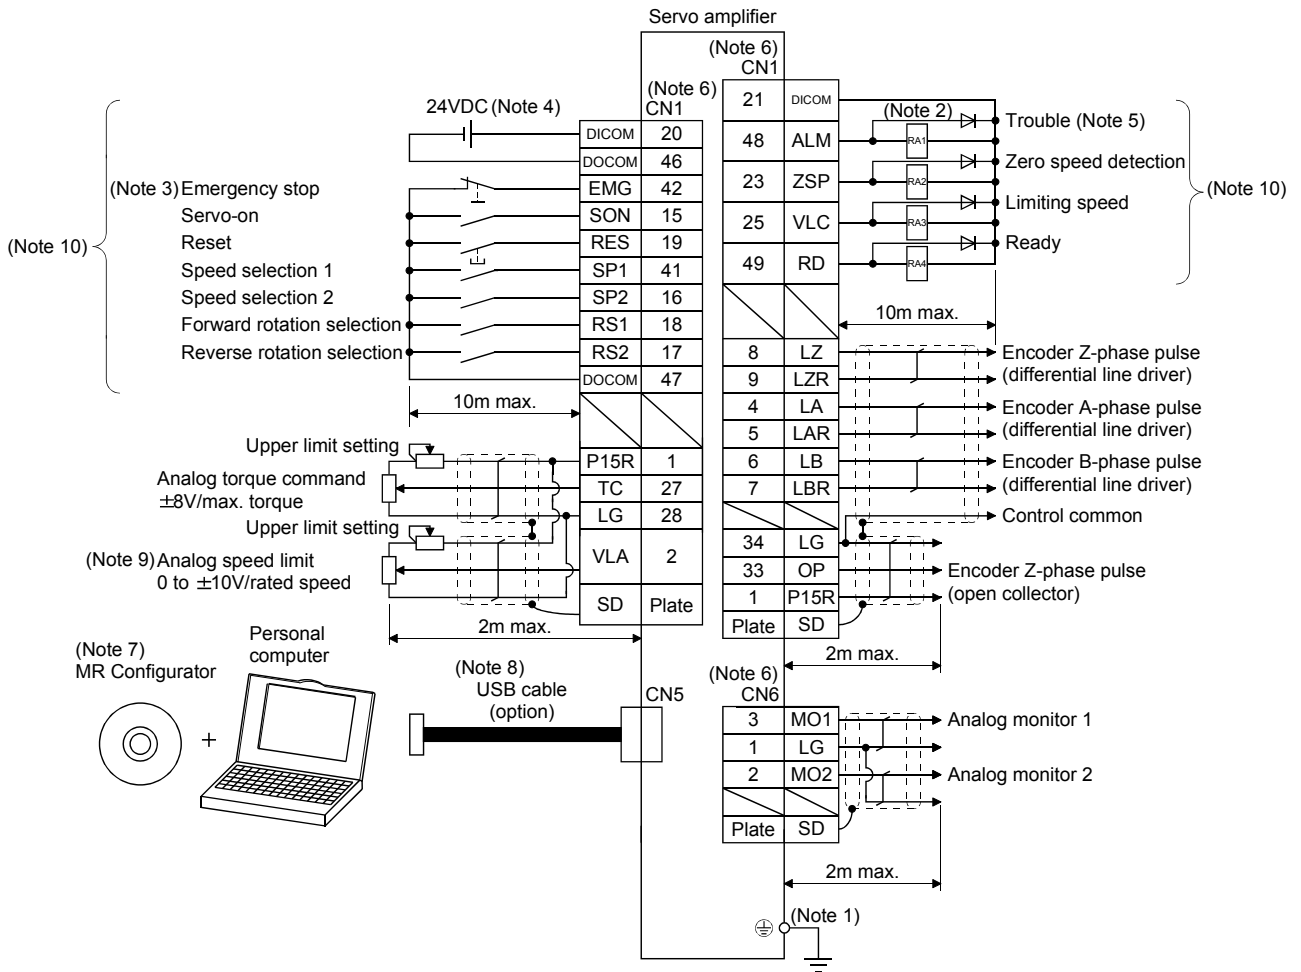 Servo amplifier
(Note 6)
CN1
(Note 6)
CN1
24VDC (Note 4)
DICOM 20
DOCOM 46
(Note 3) Emergency stop EMG 42
Servo-on SON 15
Reset RES 19
Speed selection 1 SP1 41
Speed selection 2 SP2 16
Forward rotation selection RS1 18
Reverse rotation selection RS2 17
DOCOM 47
(Note 10)
10m max.
Upper limit setting P15R 1
Analog torque command
±8V/max. torque
TC 27
LG 28
Upper limit setting
(Note 9) Analog speed limit
0 to ±10V/rated speed
VLA 2
SD Plate
2m max.
21 DICOM
(Note 2)
48 ALM RA1 Trouble (Note 5)
23 ZSP RA2 Zero speed detection
25 VLC RA3 Limiting speed
49 RD RA4 Ready
(Note 10)
10m max.
8 LZ Encoder Z-phase pulse
9 LZR (differential line driver)
4 LA Encoder A-phase pulse
5 LAR (differential line driver)
6 LB Encoder B-phase pulse
7 LBR (differential line driver)
Control common
34 LG
33 OP Encoder Z-phase pulse
1 P15R (open collector)
Plate SD
2m max.
(Note 7)
MR Configurator
+
Personal
computer
(Note 8)
USB cable
(option)
CN5
(Note 6)
CN6
3 MO1 Analog monitor 1
1 LG
2 MO2 Analog monitor 2
Plate SD
2m max.
(Note 1)